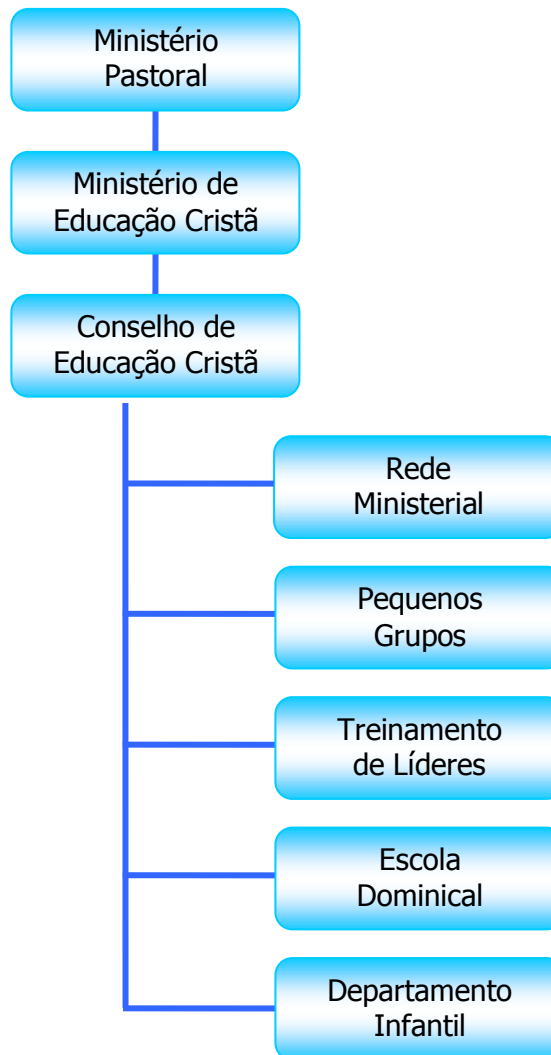 Ministério
Pastoral
Ministério de
Educação Cristã
Conselho de
Educação Cristã
Rede
Ministerial
Pequenos
Grupos
Treinamento
de Líderes
Escola
Dominical
Departamento
Infantil